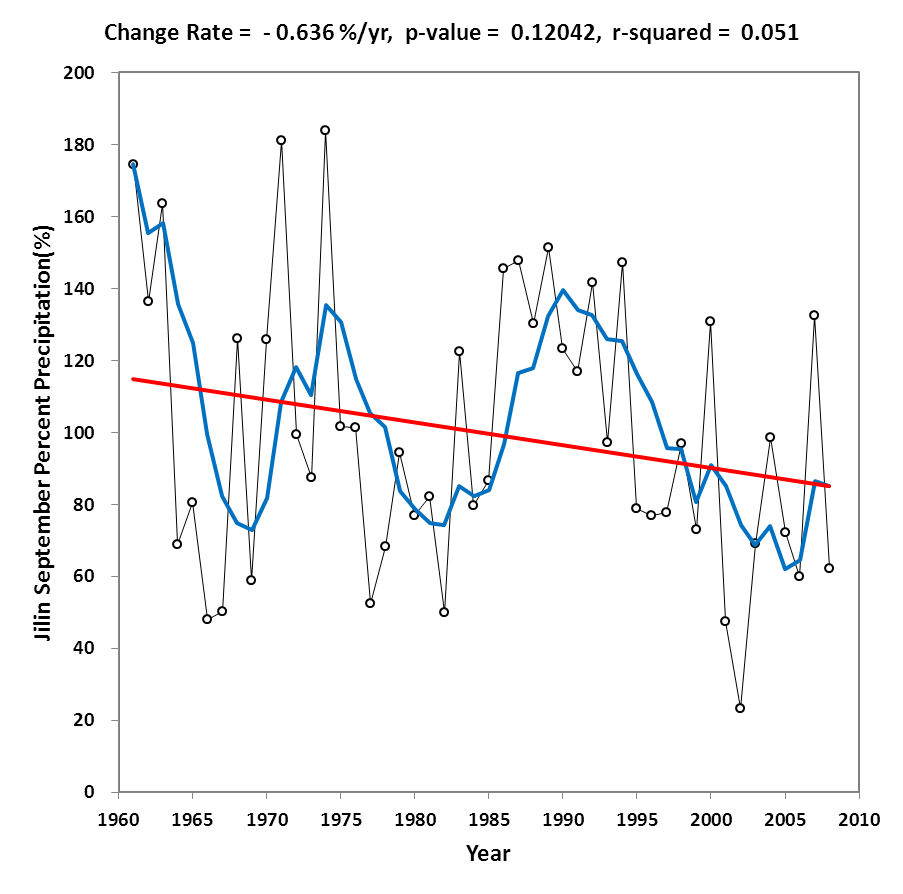 Change Rate = - 0.636 %/yr, p-value = 0.12042, r-squared = 0.051
200
180
160
140
120
100
80
60
40
20
0
Jilin September Percent Precipitation(%)
1960 1965 1970 1975 1980 1985 1990 1995 2000 2005 2010
Year